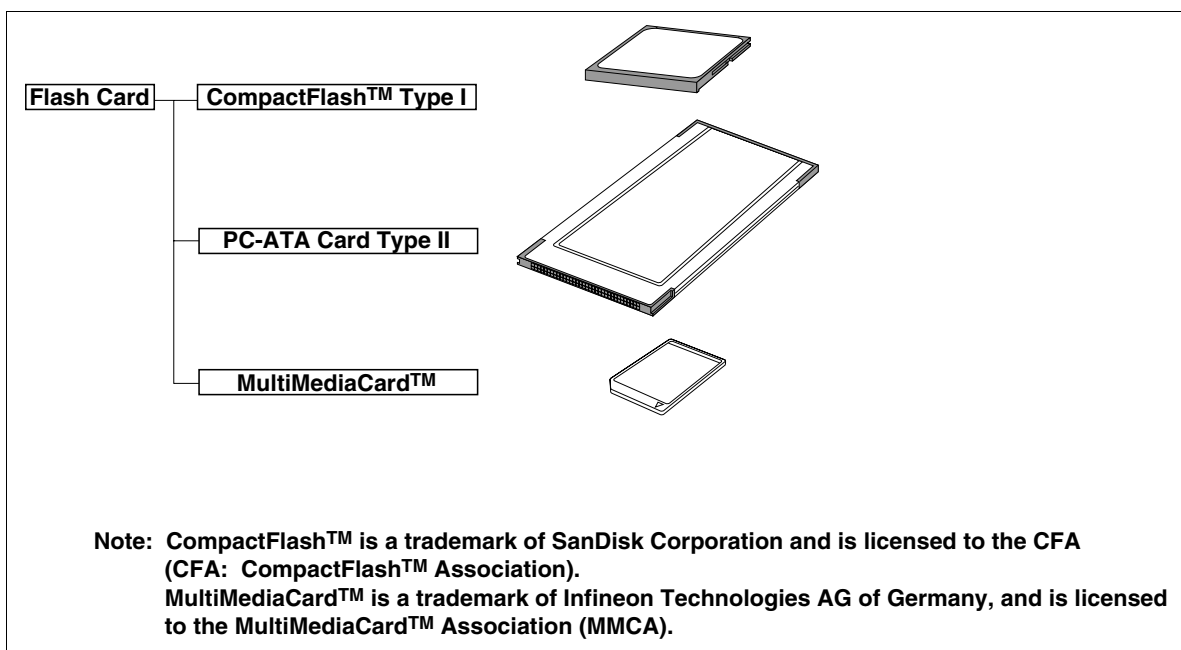 Flash Card
CompactFlash™ Type I
PC-ATA Card Type II
MultiMediaCard™
Note: CompactFlash™ is a trademark of SanDisk Corporation and is licensed to the CFA
(CFA: CompactFlash™ Association).
MultiMediaCard™ is a trademark of Infineon Technologies AG of Germany, and is licensed
to the MultiMediaCard™ Association (MMCA).